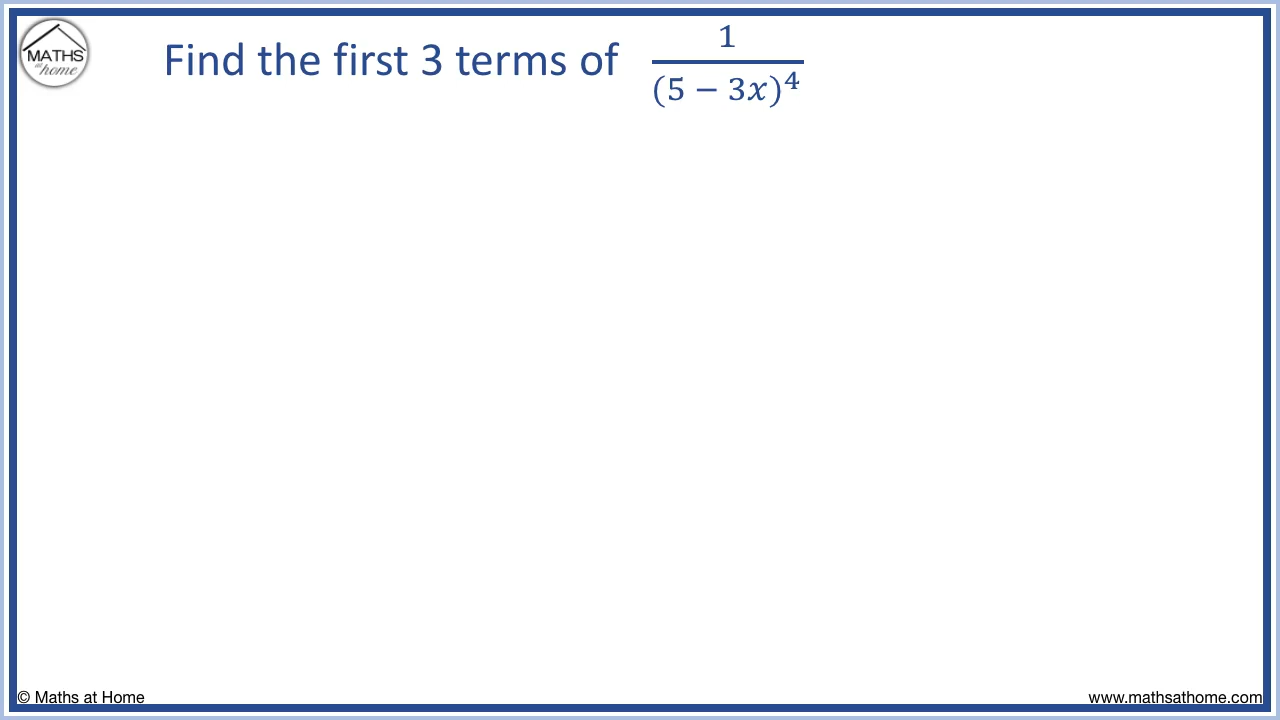 MATHS
at home
Find the first 3 terms of 1/(5 − 3x)⁴
© Maths at Home
www.mathsathome.com